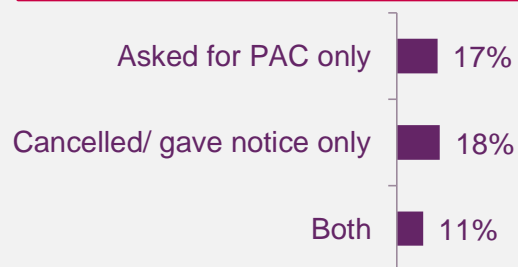 Asked for PAC only 17%
Cancelled/ gave notice only 18%
Both 11%